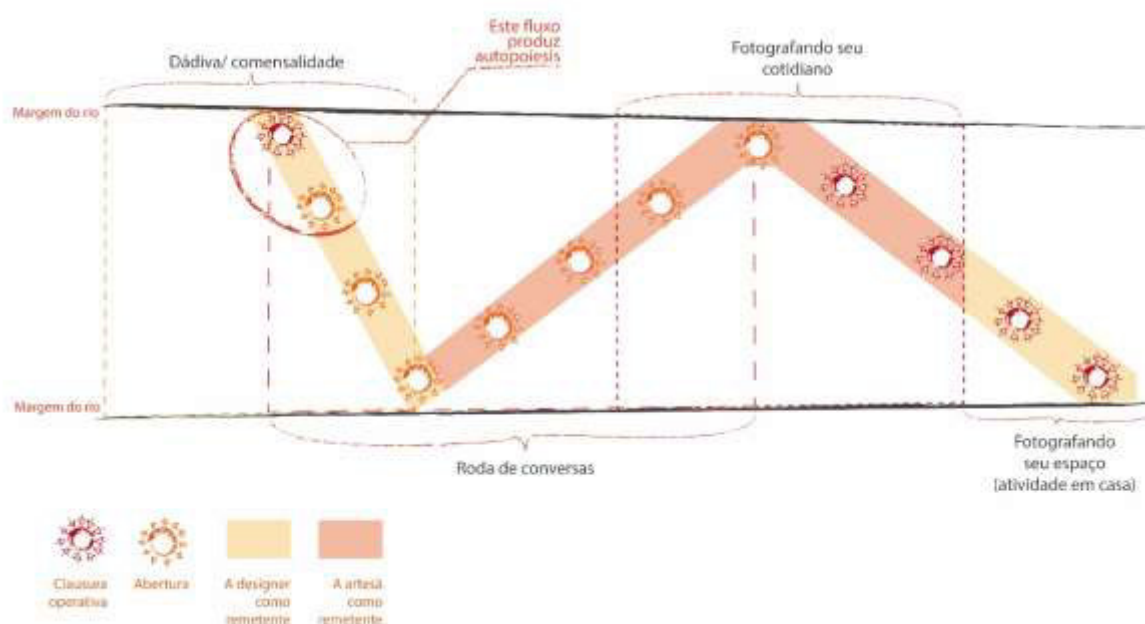 Este fluxo
produz
autopoiesis
Dádiva/ comensalidade
Fotografando seu
cotidiano
Margem do rio
Margem do rio
Roda de conversas
Fotografando
seu espaço
(atividade em casa)
Clausura
operativa
Abertura
A designer
como
remetente
A artesã
como
remetente